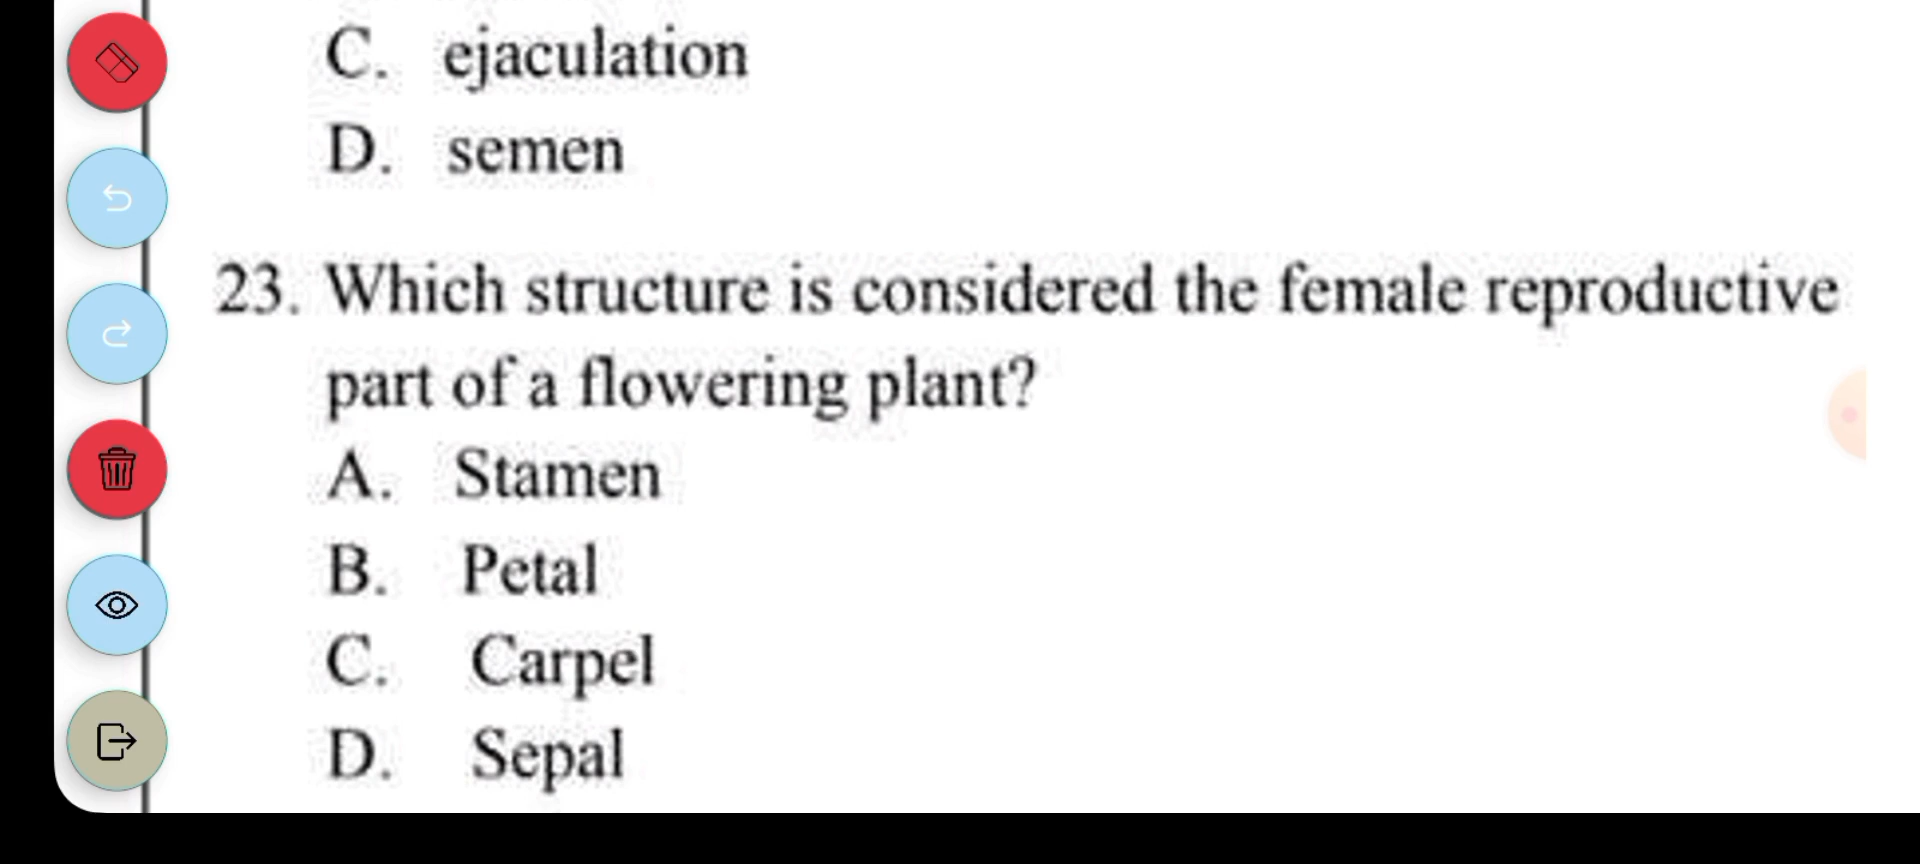 C. ejaculation
D. semen
23. Which structure is considered the female reproductive
part of a flowering plant?
A. Stamen
B. Petal
C. Carpel
D. Sepal